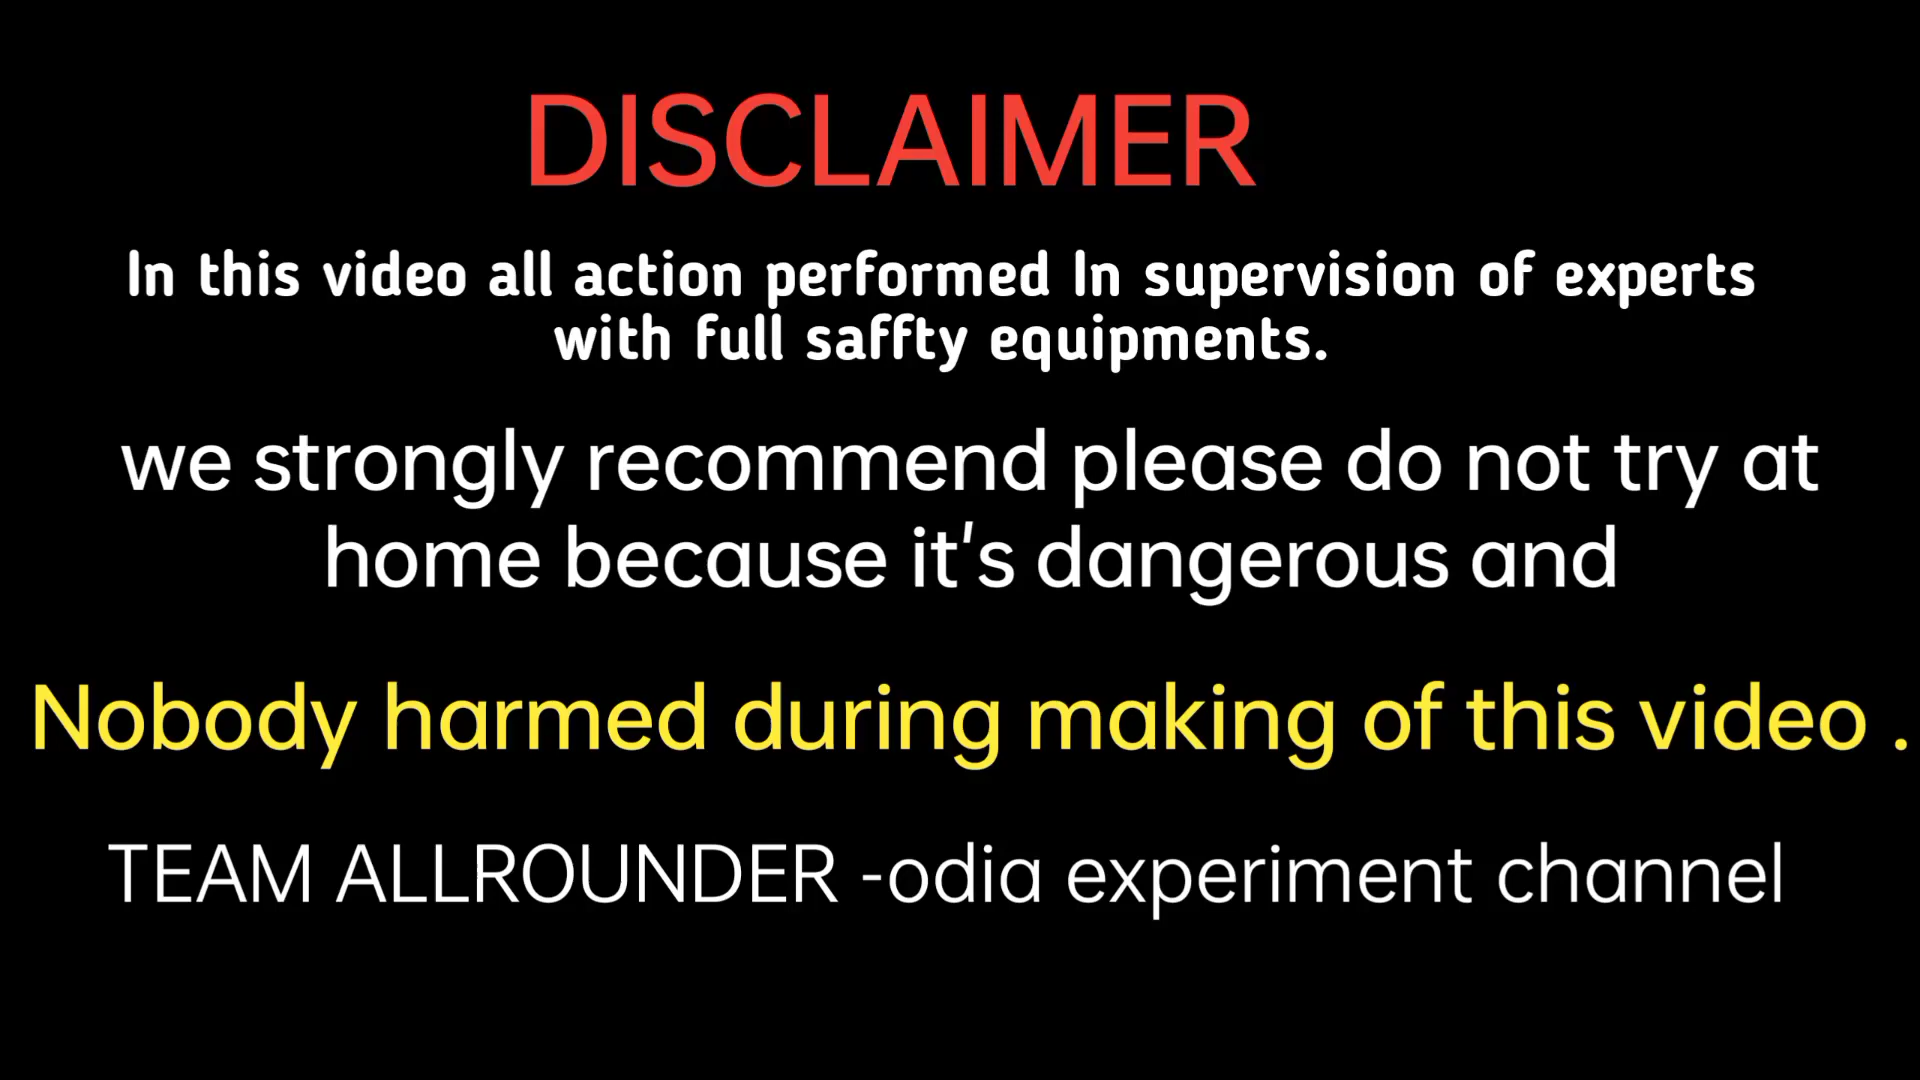 DISCLAIMER
In this video all action performed In supervision of experts
with full saffty equipments.
we strongly recommend please do not try at
home because it's dangerous and
Nobody harmed during making of this video .
TEAM ALLROUNDER -odia experiment channel